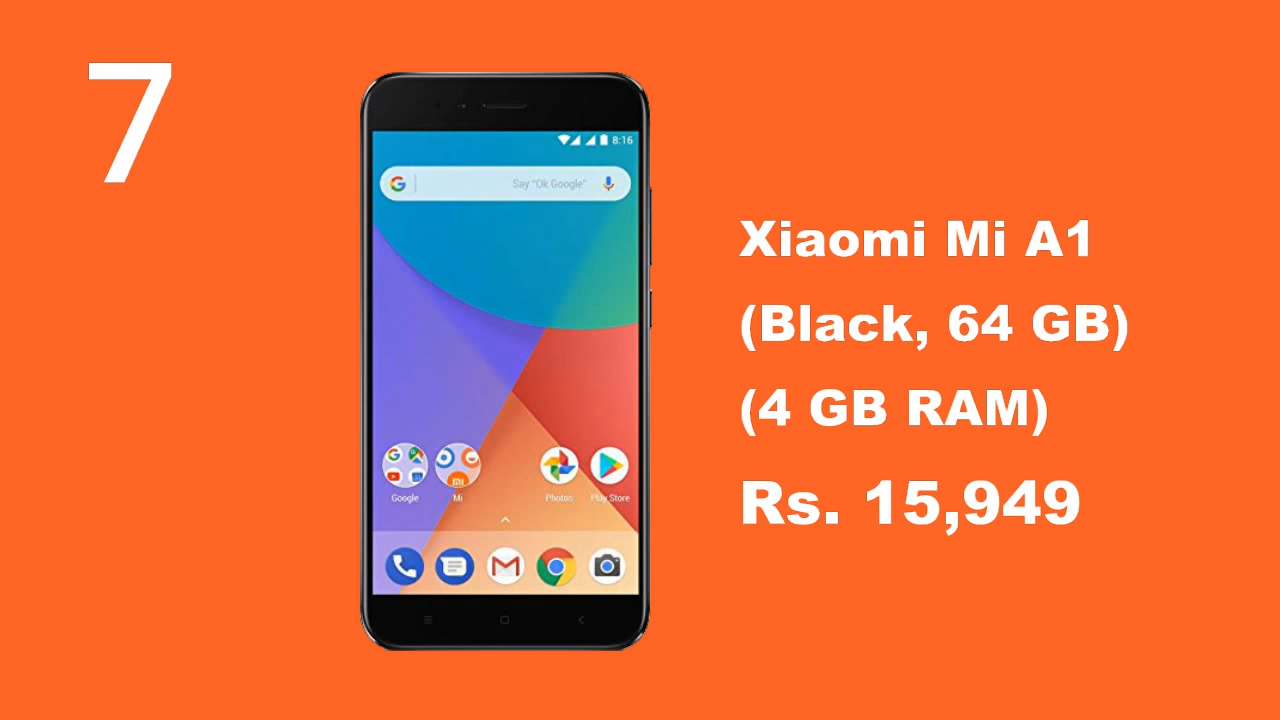 7
8:16
Say "Ok Google"
Xiaomi Mi A1
(Black, 64 GB)
(4 GB RAM)
Rs. 15,949
mi
Google
Mi
Photos
Play Store